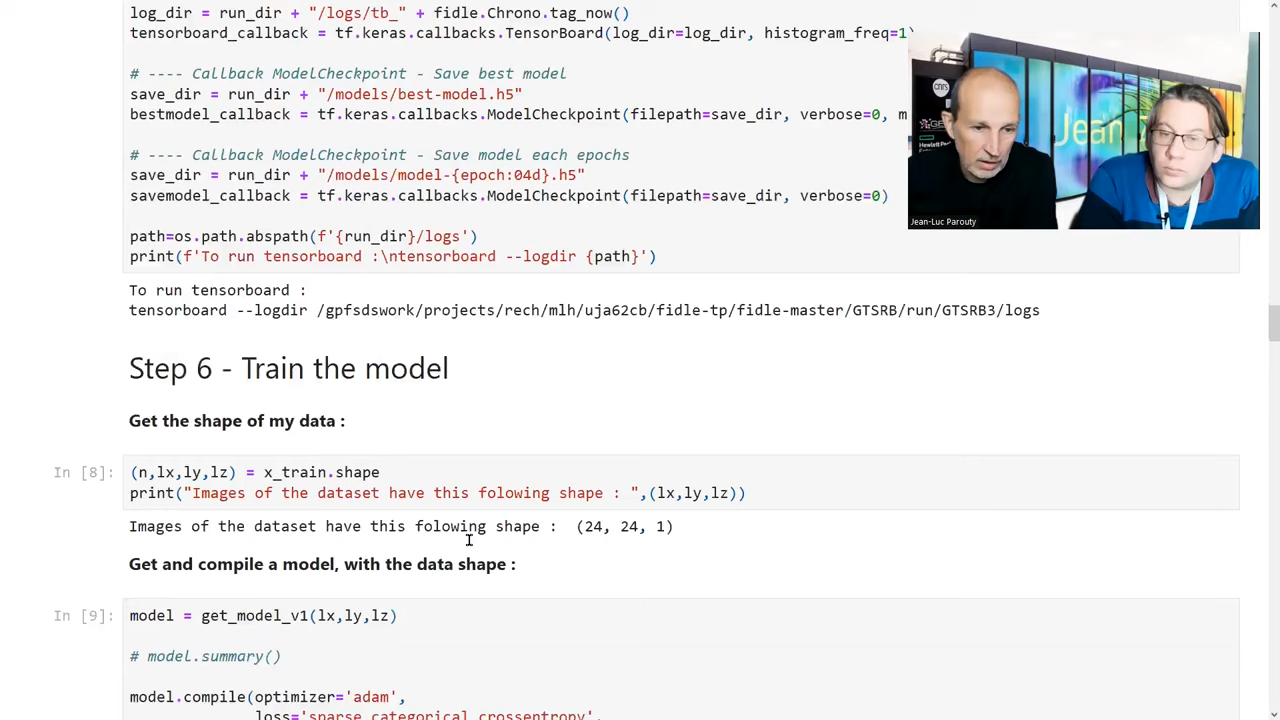 log_dir = run_dir + "/logs/tb_" + fidle.Chrono.tag_now()
tensorboard_callback = tf.keras.callbacks.TensorBoard(log_dir=log_dir, histogram_freq=1)
# ---- Callback ModelCheckpoint - Save best model
save_dir = run_dir + "/models/best-model.h5"
bestmodel_callback = tf.keras.callbacks.ModelCheckpoint(filepath=save_dir, verbose=0, m
# ---- Callback ModelCheckpoint - Save model each epochs
save_dir = run_dir + "/models/model-{epoch:04d}.h5"
savemodel_callback = tf.keras.callbacks.ModelCheckpoint(filepath=save_dir, verbose=0)
path=os.path.abspath(f'{run_dir}/logs')
print(f'To run tensorboard :\ntensorboard --logdir {path}')
cnrs
Hewlett Pack
Jean Z
Jean-Luc Parouty
To run tensorboard :
tensorboard --logdir /gpfsdswork/projects/rech/mlh/uja62cb/fidle-tp/fidle-master/GTSRB/run/GTSRB3/logs
Step 6 - Train the model
Get the shape of my data :
In [8]: (n,lx,ly,lz) = x_train.shape
print("Images of the dataset have this folowing shape : ",(lx,ly,lz))
Images of the dataset have this folowing shape :  (24, 24, 1)
Get and compile a model, with the data shape :
In [9]: model = get_model_v1(lx,ly,lz)
# model.summary()
model.compile(optimizer='adam',
loss='sparse_categorical_crossentropy',